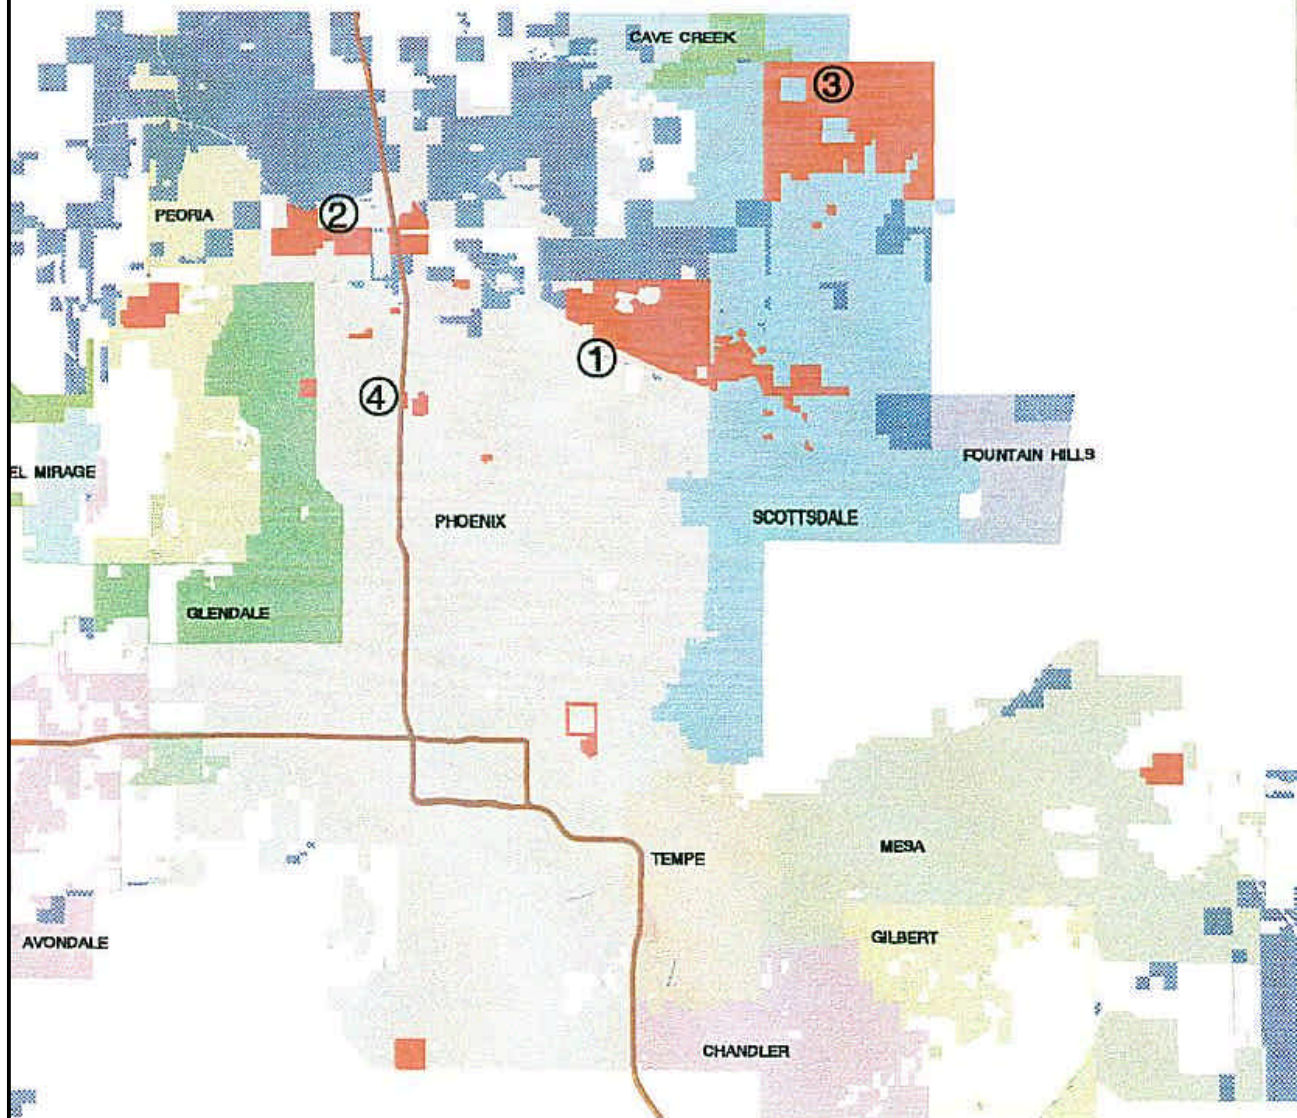 CAVE CREEK
③
②
PEORIA
①
④
EL MIRAGE
FOUNTAIN HILLS
PHOENIX
SCOTTSDALE
GLENDALE
TEMPE
MESA
AVONDALE
GILBERT
CHANDLER